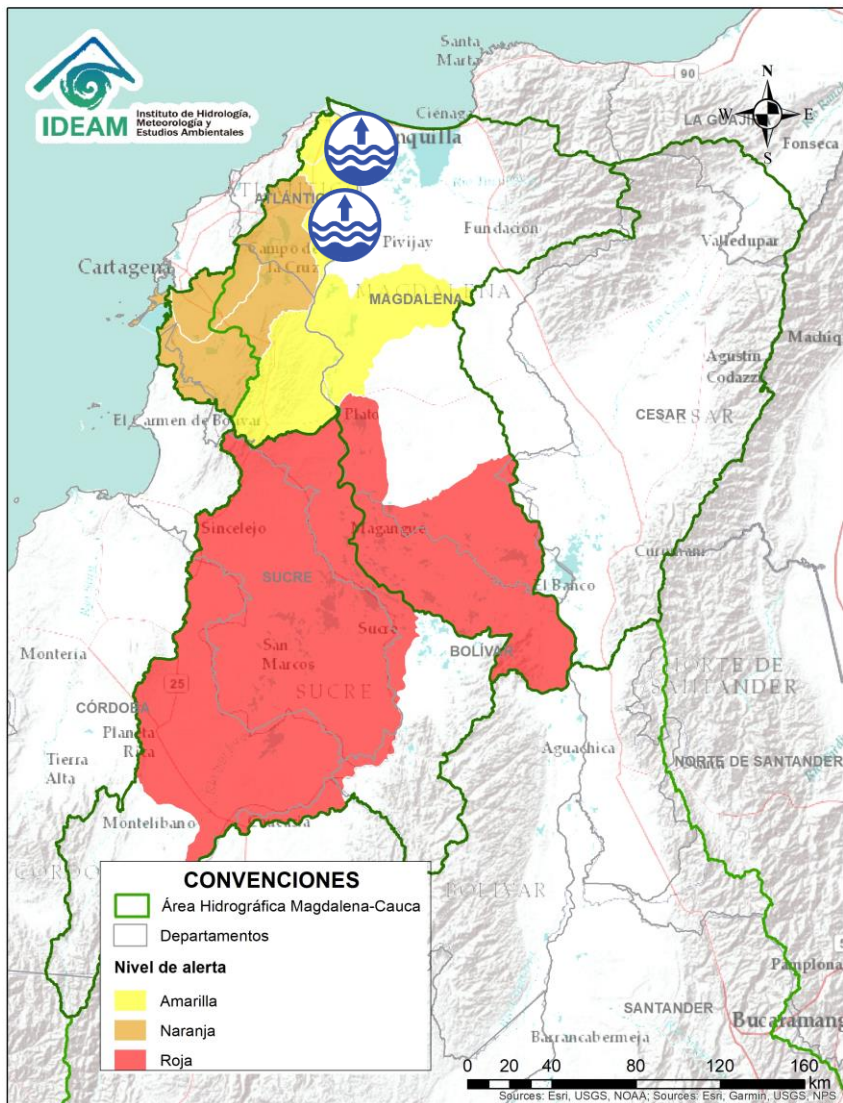 IDEAM
Instituto de Hidrología,
Meteorología y
Estudios Ambientales
Santa
Marta
90
N
W E
S
Ciénaga
LA GUAJIRA
Fonseca
nquilla
ATLÁNTICO
Pivijay
Fundación
Valledupar
Cartagena
Campo de
la Cruz
MAGDALENA
MAGDALENA
Agustín
Codazzi
El Carmen de Bolívar
Plato
CESAR
CESAR
Sincelejo
Magangué
SUCRE
El Banco
Montería
San
Marcos
Sucre
BOLÍVAR
NORTE DE
SANTANDER
25
SUCRE
CÓRDOBA
Planeta
Rica
Aguachica
Tierra
Alta
NORTE DE SANTANDER
Montelíbano
BOLÍVAR
CONVENCIONES
Área Hidrográfica Magdalena-Cauca
Departamentos
Nivel de alerta
Amarilla
Naranja
Roja
Pamplona
SANTANDER
Bucaramang
Barrancabermeja
0 20 40 80 120 160
km
Sources: Esri, USGS, NOAA; Sources: Esri, Garmin, USGS, NPS